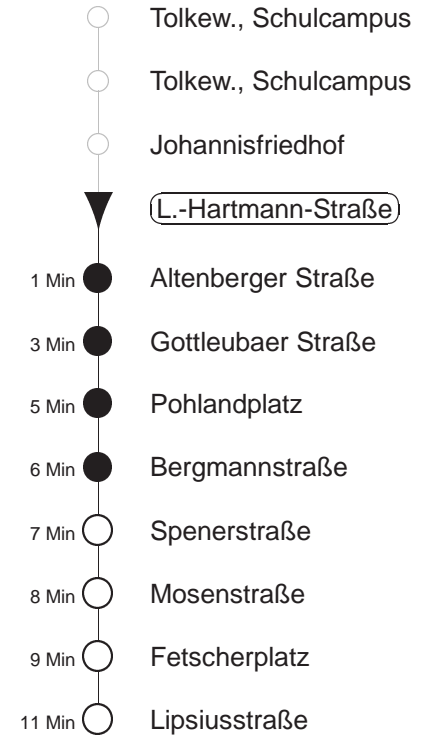 Tolkew., Schulcampus
Tolkew., Schulcampus
Johannisfriedhof
L.-Hartmann-Straße
1 Min Altenberger Straße
3 Min Gottleubaer Straße
5 Min Pohlandplatz
6 Min Bergmannstraße
7 Min Spenerstraße
8 Min Mosenstraße
9 Min Fetscherplatz
11 Min Lipsiusstraße